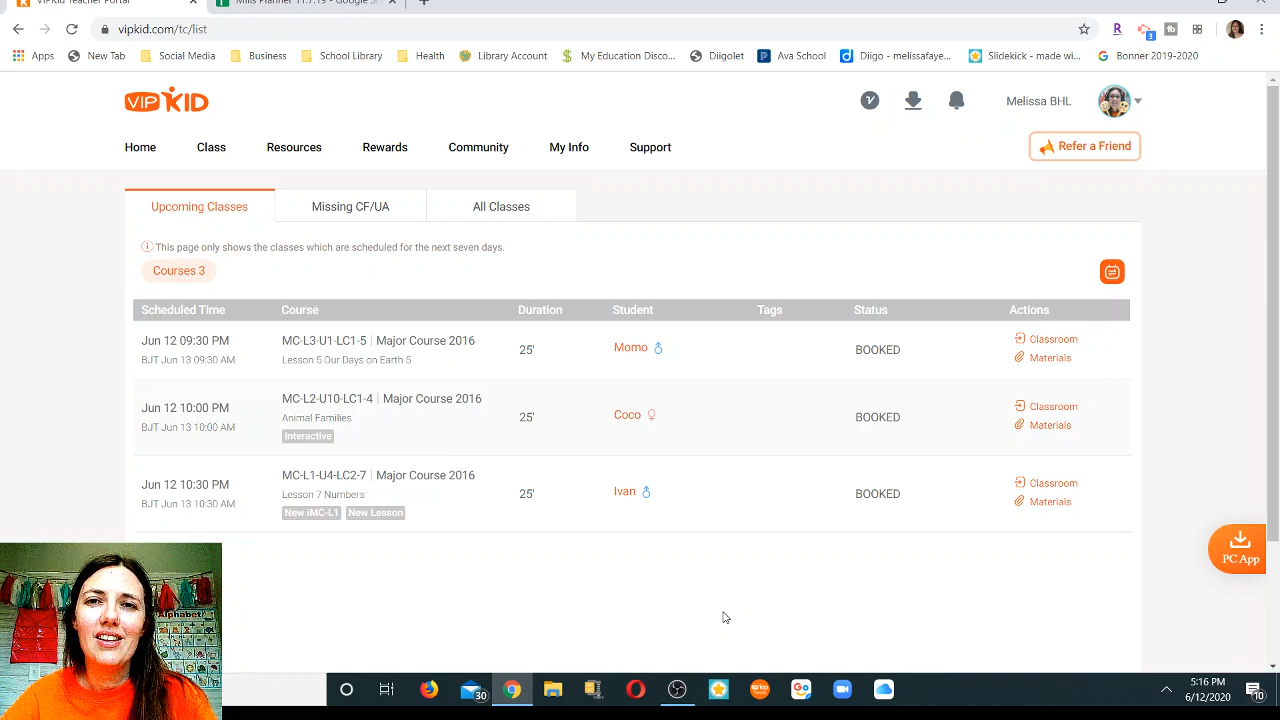 VIPKid Teacher Portal
Mills Planner 11.7.19 - Google S
vipkid.com/tc/list
3
Apps
New Tab
Social Media
Business
School Library
Health
Library Account
My Education Disco...
Diigolet
Ava School
Diigo - melissafaye...
Slidekick - made wi...
Bonner 2019-2020
VIP KID
Melissa BHL
Home
Class
Resources
Rewards
Community
My Info
Support
Refer a Friend
Upcoming Classes
Missing CF/UA
All Classes
This page only shows the classes which are scheduled for the next seven days.
Courses 3
Scheduled Time
Course
Duration
Student
Tags
Status
Actions
Jun 12 09:30 PM
BJT Jun 13 09:30 AM
MC-L3-U1-LC1-5 | Major Course 2016
Lesson 5 Our Days on Earth 5
25'
Momo
BOOKED
Classroom
Materials
Jun 12 10:00 PM
BJT Jun 13 10:00 AM
MC-L2-U10-LC1-4 | Major Course 2016
Animal Families
Interactive
25'
Coco
BOOKED
Classroom
Materials
Jun 12 10:30 PM
BJT Jun 13 10:30 AM
MC-L1-U4-LC2-7 | Major Course 2016
Lesson 7 Numbers
New iMC-L1
New Lesson
25'
Ivan
BOOKED
Classroom
Materials
PC App
Alphabet
30
5:16 PM
6/12/2020
10